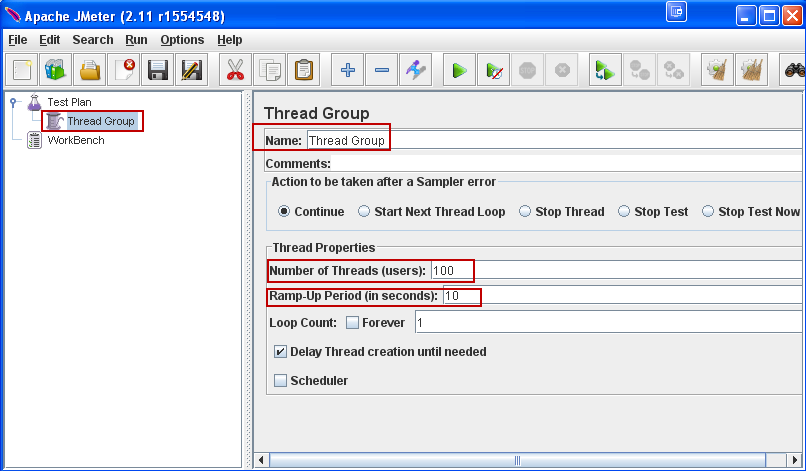 Apache JMeter (2.11 r1554548)
File Edit Search Run Options Help
Test Plan
Thread Group
WorkBench
Thread Group
Name: Thread Group
Comments:
Action to be taken after a Sampler error
Continue Start Next Thread Loop Stop Thread Stop Test Stop Test Now
Thread Properties
Number of Threads (users): 100
Ramp-Up Period (in seconds): 10
Loop Count: Forever 1
Delay Thread creation until needed
Scheduler